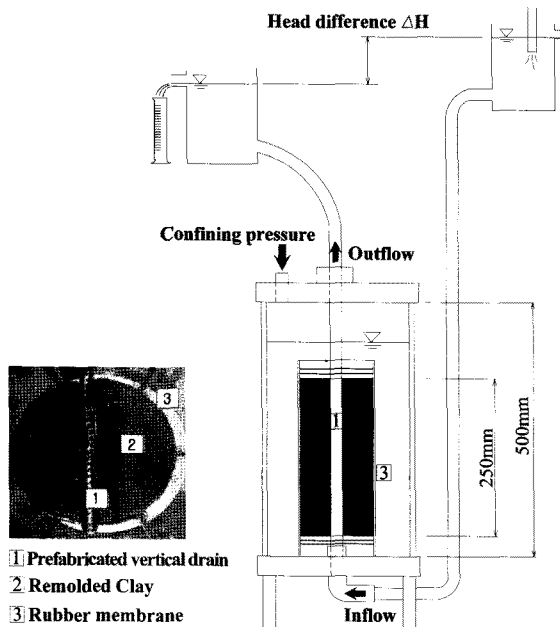 Head difference ΔH
Confining pressure
Outflow
1
3
250mm
500mm
3
2
1
1 Prefabricated vertical drain
2 Remolded Clay
3 Rubber membrane
Inflow